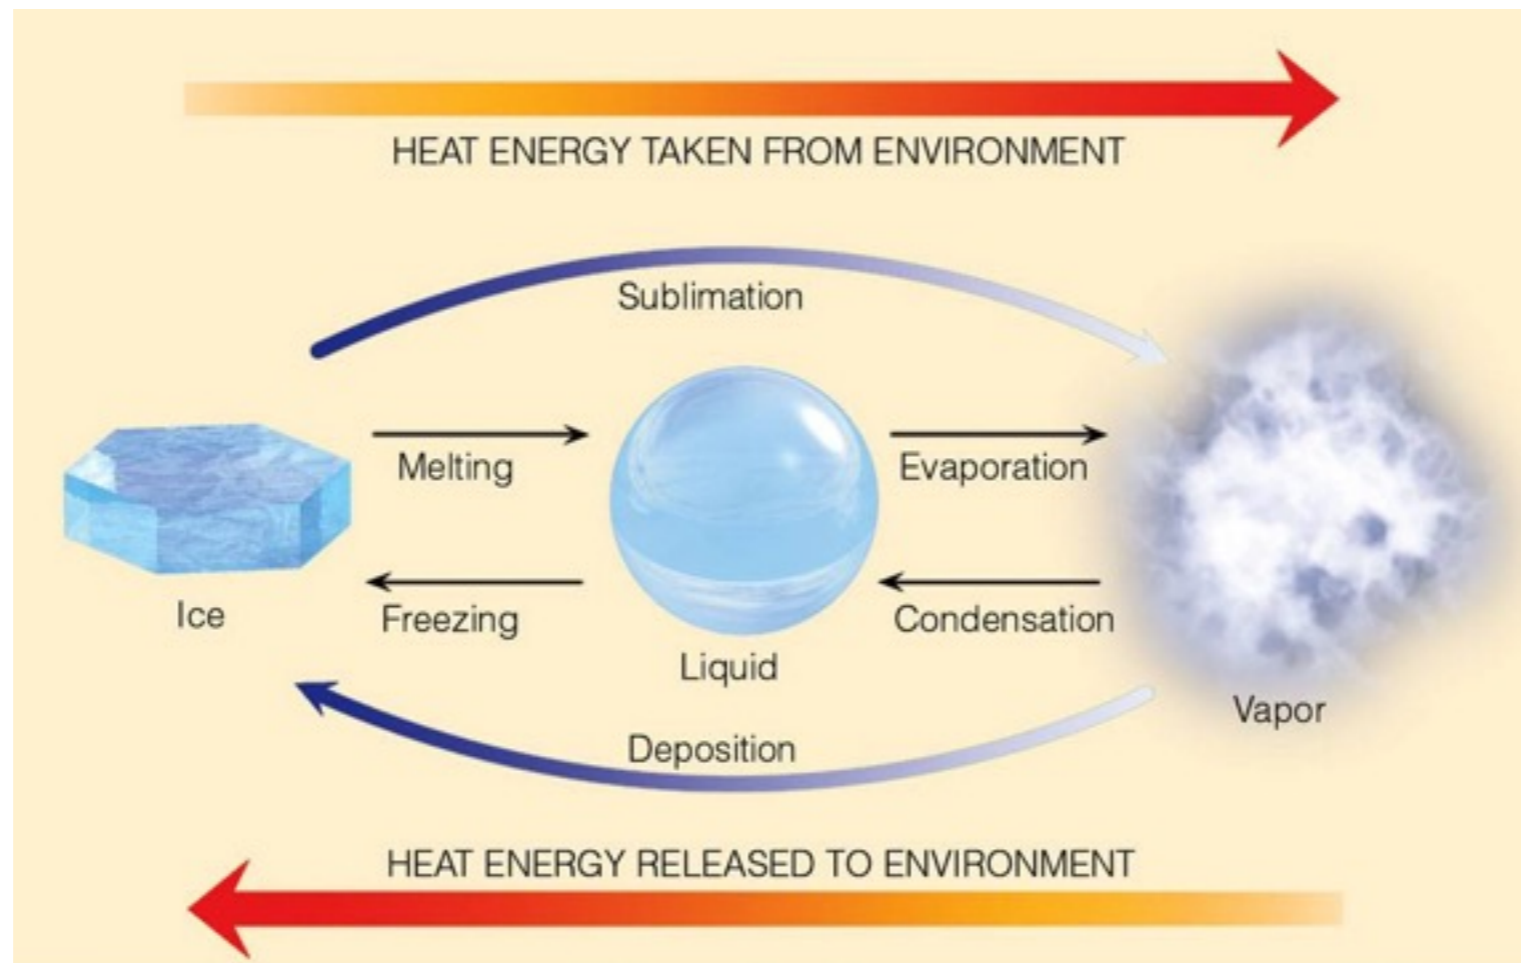 HEAT ENERGY TAKEN FROM ENVIRONMENT
Sublimation
Melting
Evaporation
Ice
Freezing
Condensation
Liquid
Vapor
Deposition
HEAT ENERGY RELEASED TO ENVIRONMENT